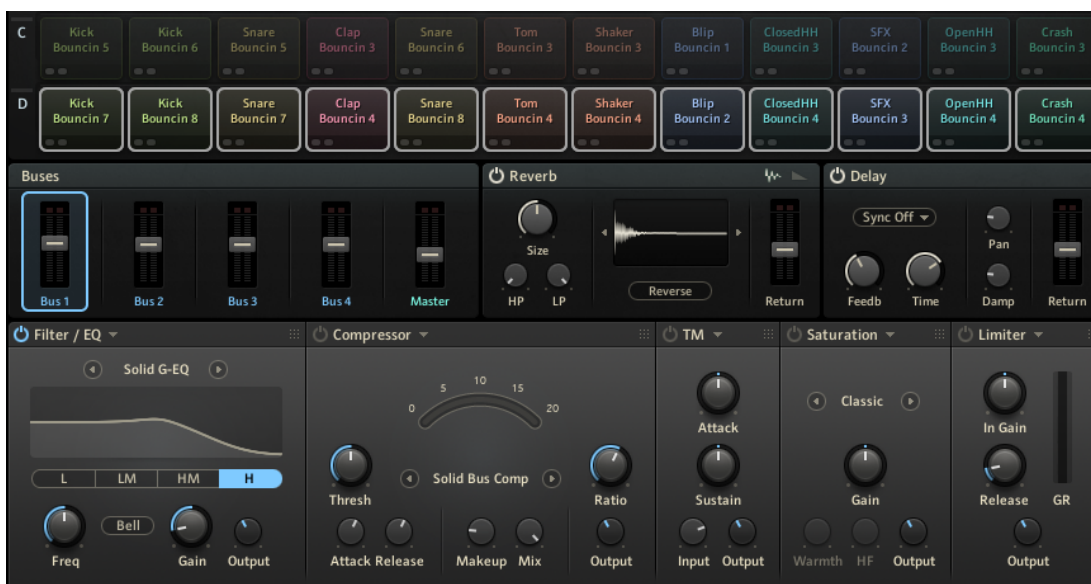 C Kick Kick Snare Clap Snare Tom Shaker Blip ClosedHH SFX OpenHH Crash
Bouncin 5 Bouncin 6 Bouncin 5 Bouncin 3 Bouncin 6 Bouncin 3 Bouncin 3 Bouncin 1 Bouncin 3 Bouncin 2 Bouncin 3 Bouncin 3
D Kick Kick Snare Clap Snare Tom Shaker Blip ClosedHH SFX OpenHH Crash
Bouncin 7 Bouncin 8 Bouncin 7 Bouncin 4 Bouncin 8 Bouncin 4 Bouncin 4 Bouncin 2 Bouncin 4 Bouncin 3 Bouncin 4 Bouncin 4
Buses Reverb Delay
Sync Off
Size Pan
Reverse
Bus 1 Bus 2 Bus 3 Bus 4 Master HP LP Return Feedb Time Damp Return
Filter / EQ Compressor TM Saturation Limiter
Solid G-EQ
0 5 10 15 20
Classic
Attack In Gain
L LM HM H
Solid Bus Comp
Thresh Ratio Sustain Gain Release GR
Bell
Freq Gain Output Attack Release Makeup Mix Output Input Output Warmth HF Output Output